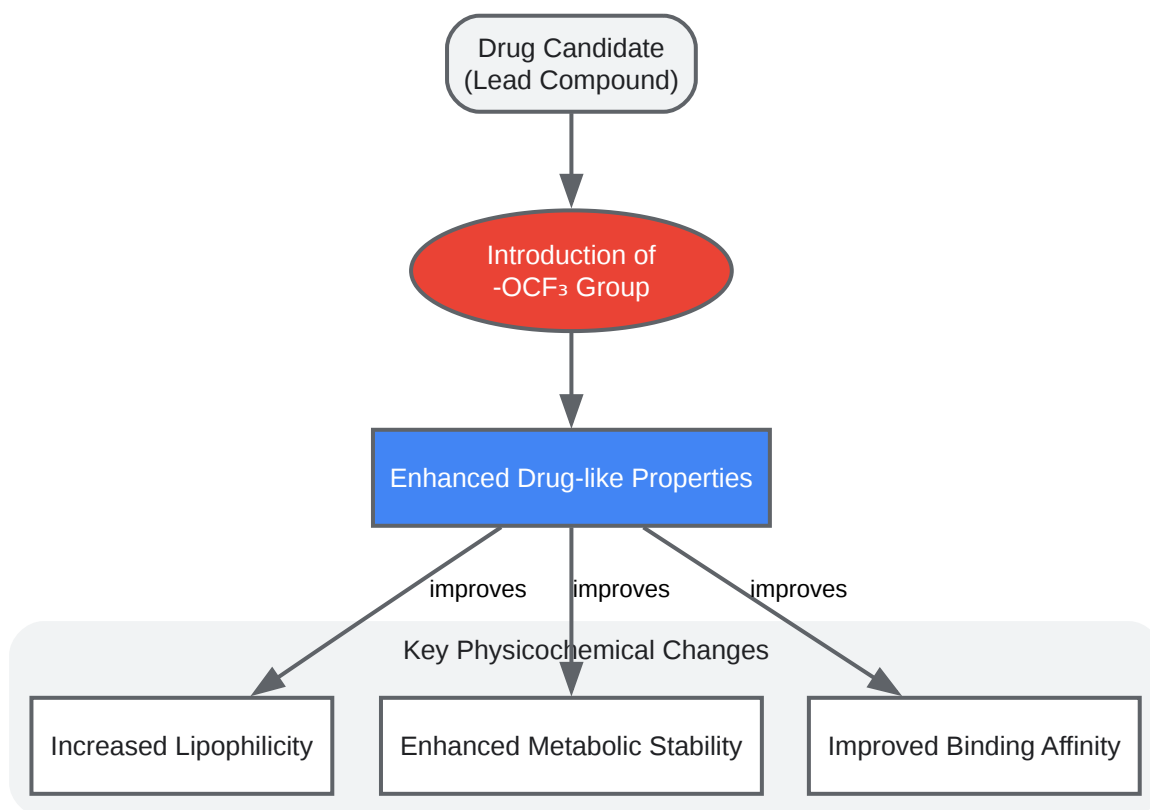 Drug Candidate
(Lead Compound)
Introduction of
-OCF₃ Group
Enhanced Drug-like Properties
improves
improves
improves
Key Physicochemical Changes
Increased Lipophilicity
Enhanced Metabolic Stability
Improved Binding Affinity